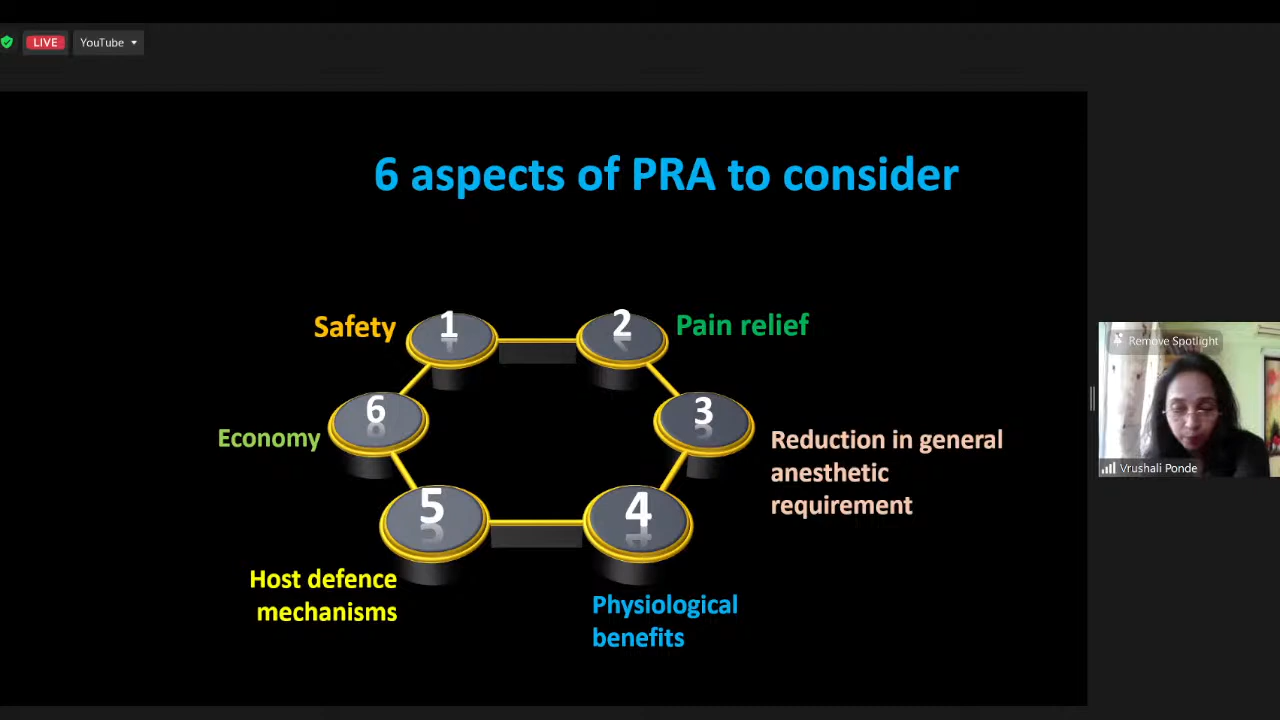 LIVE
YouTube
6 aspects of PRA to consider
Safety
1
2
Pain relief
6
3
Economy
Reduction in general
anesthetic
requirement
5
4
Host defence
mechanisms
Physiological
benefits
Remove Spotlight
Vrushali Ponde